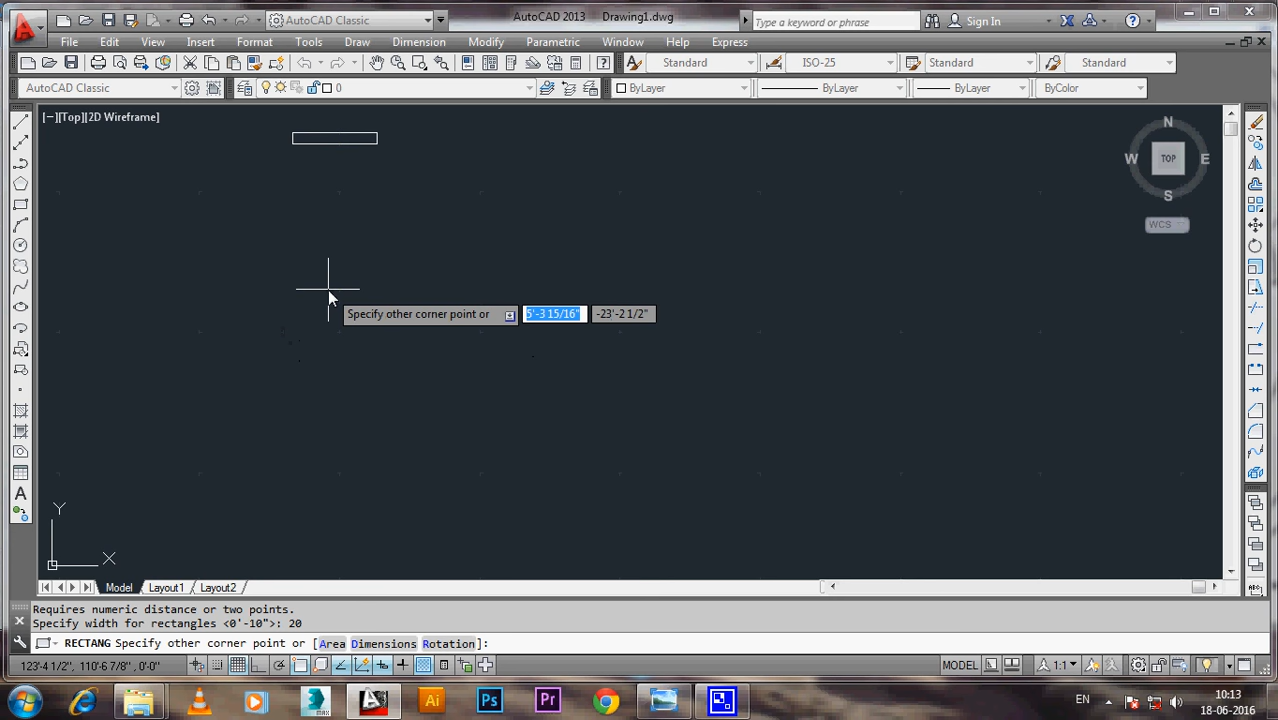 AutoCAD Classic
AutoCAD 2013 Drawing1.dwg
Type a keyword or phrase
Sign In
File Edit View Insert Format Tools Draw Dimension Modify Parametric Window Help Express
Standard
ISO-25
Standard
Standard
AutoCAD Classic
0
ByLayer
ByLayer
ByLayer
ByColor
[−][Top][2D Wireframe]
N
W TOP E
S
WCS
Specify other corner point or 5'-3 15/16" -23'-2 1/2"
Y
X
Model Layout1 Layout2
Requires numeric distance or two points.
Specify width for rectangles <0'-10">: 20
RECTANG Specify other corner point or [Area Dimensions Rotation]:
123'-4 1/2", 110'-6 7/8" , 0'-0"
MODEL
1:1
A
MAX
Ai
Ps
Pr
EN
10:13
18-06-2016